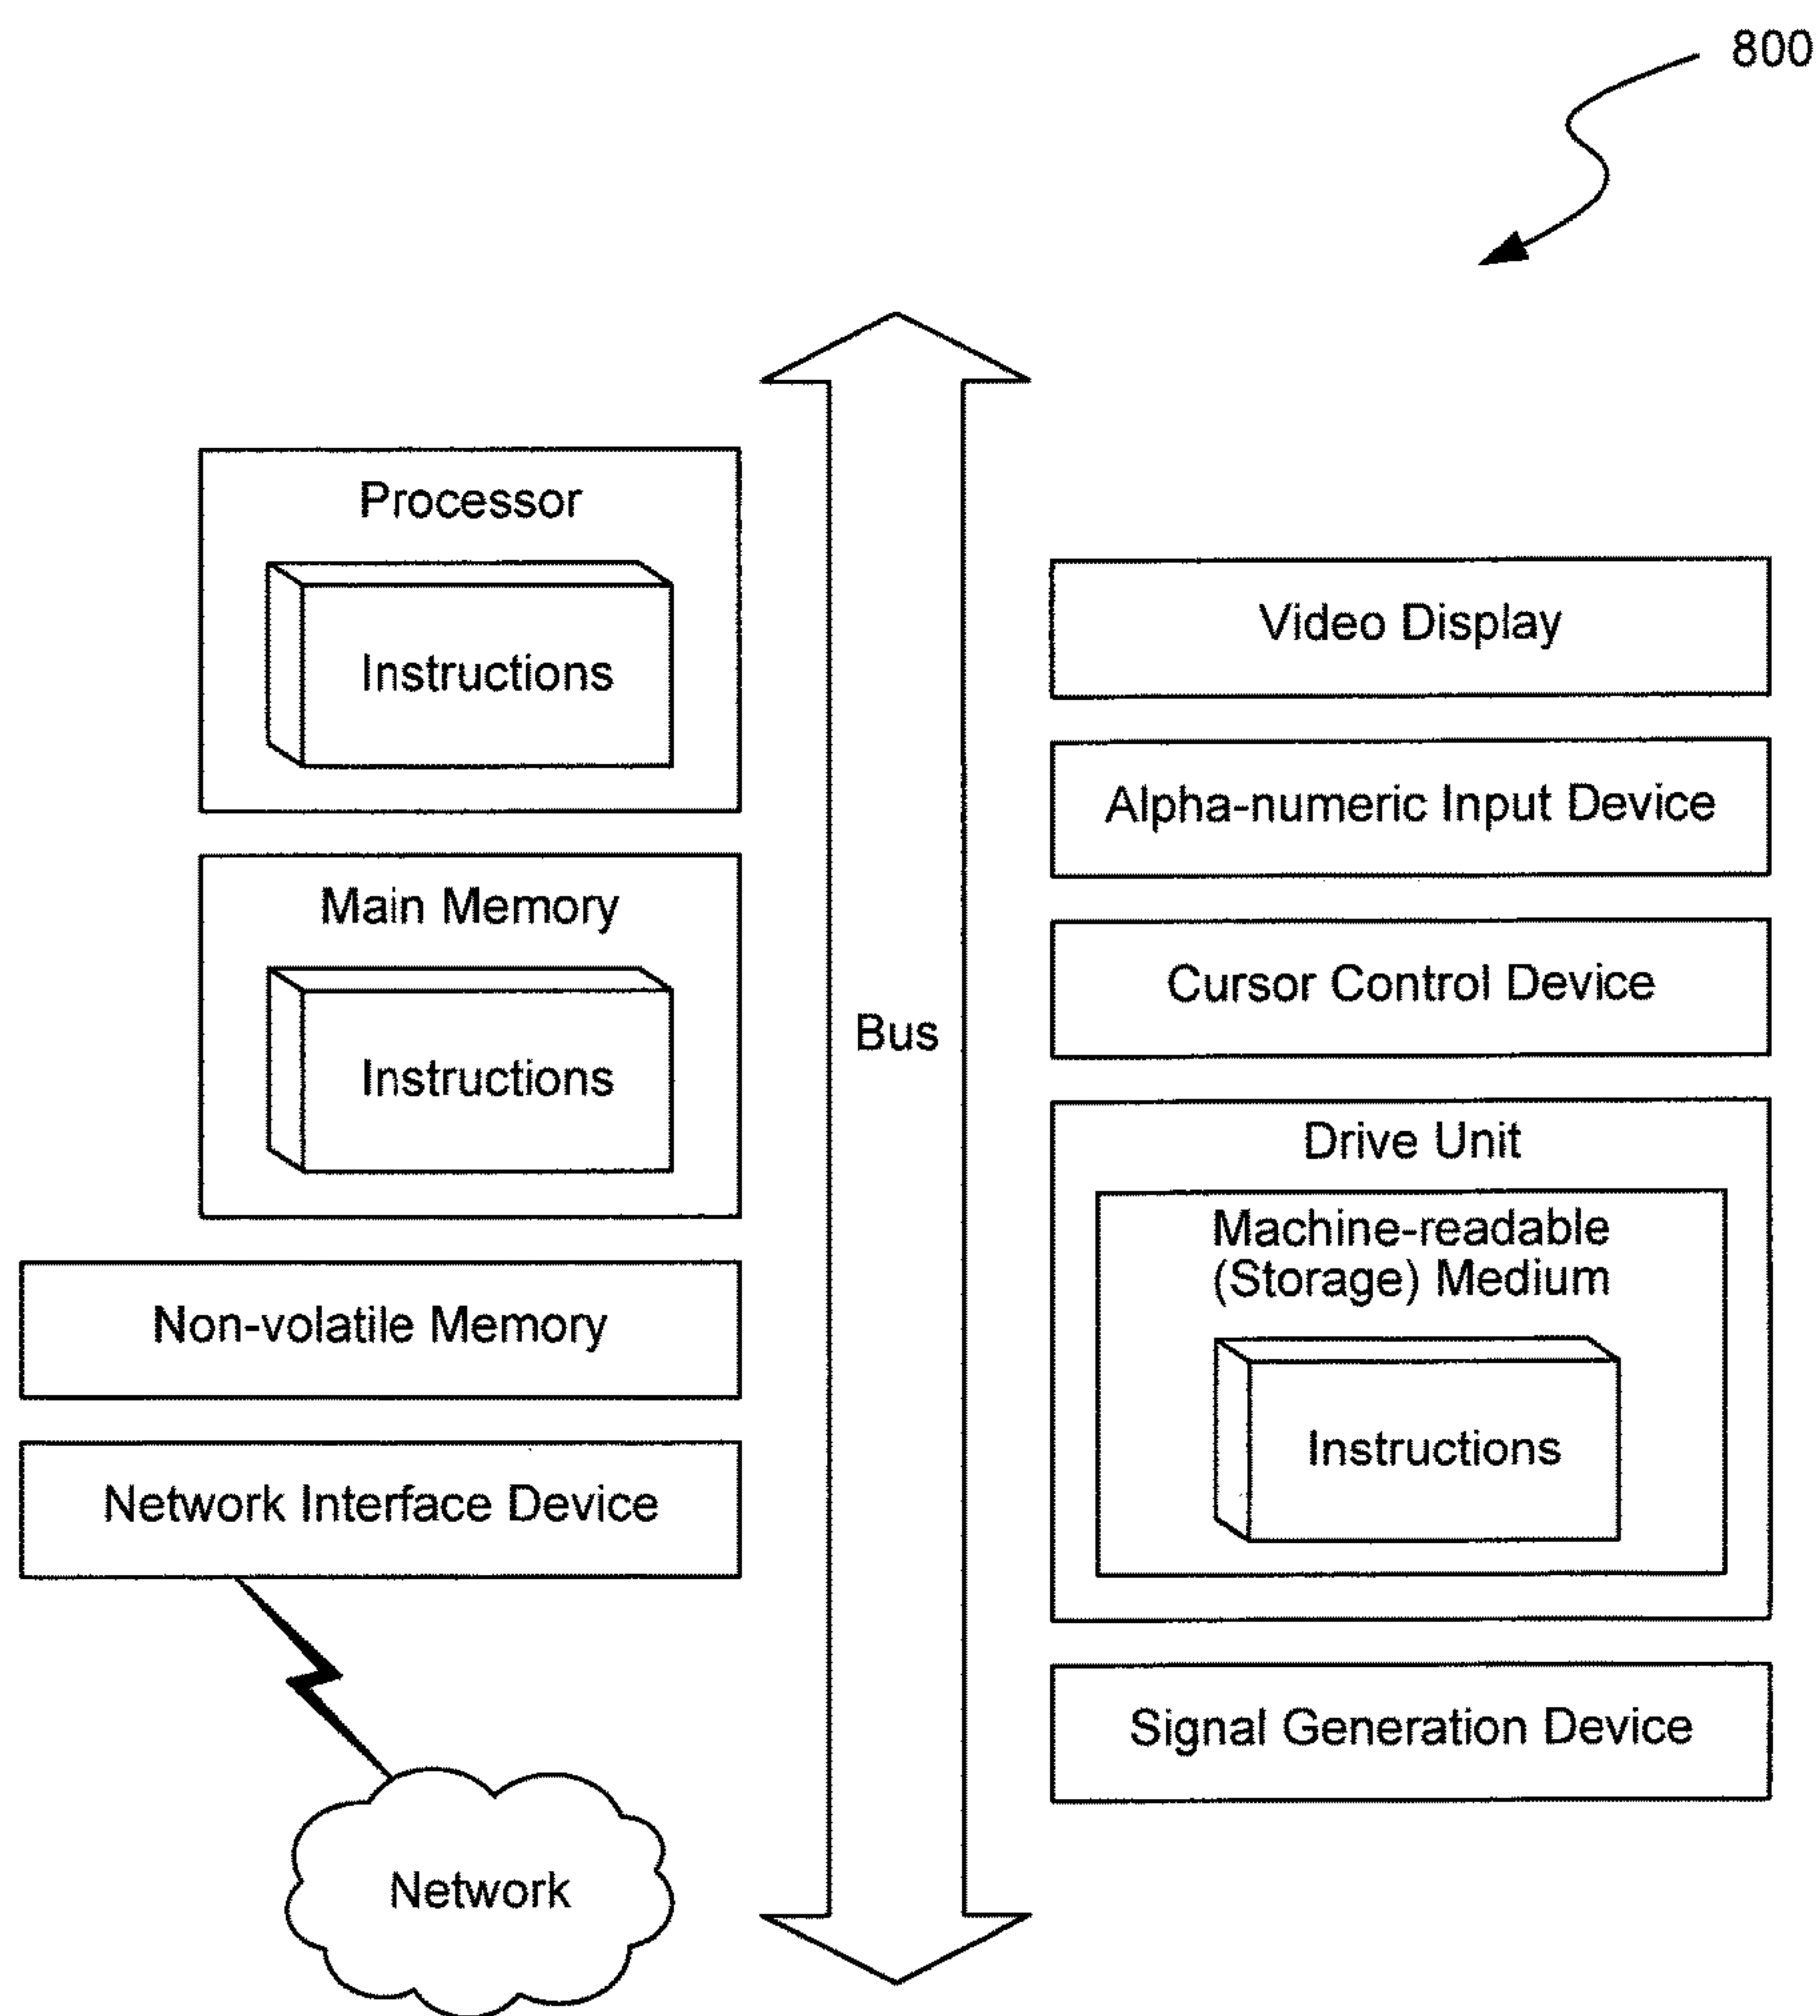 800
Processor
Instructions
Main Memory
Instructions
Non-volatile Memory
Network Interface Device
Network
Bus
Video Display
Alpha-numeric Input Device
Cursor Control Device
Drive Unit
Machine-readable
(Storage) Medium
Instructions
Signal Generation Device